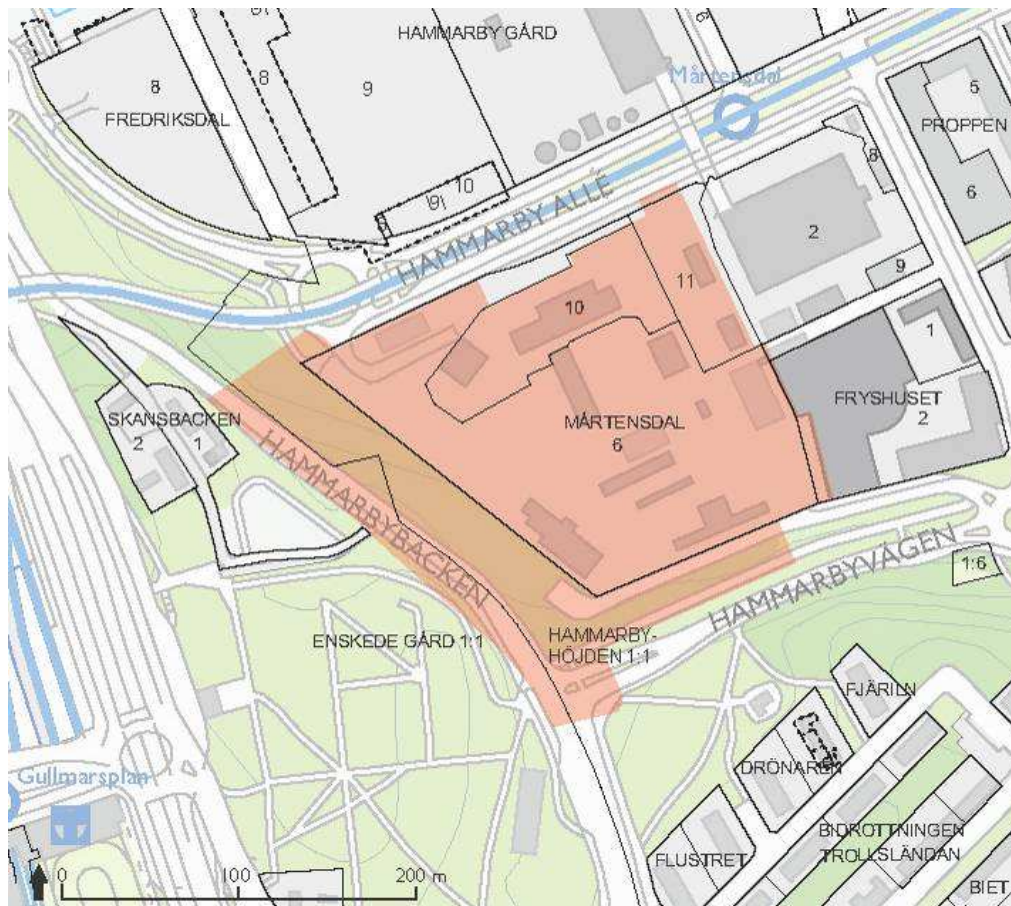 HAMMARBY GÅRD
6
9
8
8
9
FREDRIKSDAL
Mårtensdal
5
PROPPEN
6
8
10
9
HAMMARBY ALLÉ
2
9
11
10
1
FRYSHUSET
2
SKANSBACKEN
2
1
MÅRTENSDAL
6
HAMMARBYBACKEN
HAMMARBYVÄGEN
1:6
ENSKEDE GÅRD 1:1
HAMMARBY-
HÖJDEN 1:1
FJÄRILN
Gullmarsplan
DRÖNAREN
BIDROTTNINGEN
TROLLSLÄNDAN
FLUSTRET
BIET
0
100
200 m